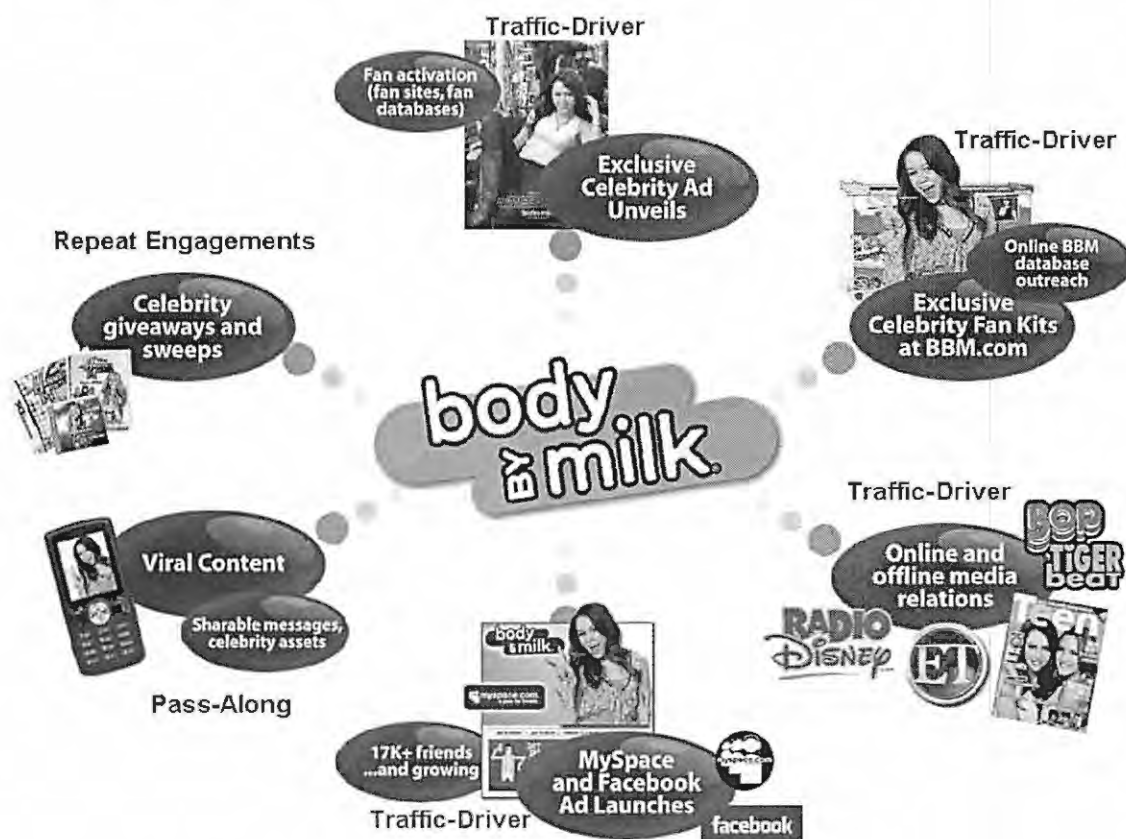 Traffic-Driver
Fan activation
(fan sites, fan
databases)
Exclusive
Celebrity Ad
Unveils
Traffic-Driver
Online BBM
database
outreach
Exclusive
Celebrity Fan Kits
at BBM.com
Repeat Engagements
Celebrity
giveaways and
sweeps
body
BY milk.
Traffic-Driver
Online and
offline media
relations
BOP
TIGER
beat
RADIO
DISNEY
ET
teen
Viral Content
Sharable messages,
celebrity assets
Pass-Along
body
milk.
myspace.com
17K+ friends
...and growing
MySpace
and Facebook
Ad Launches
myspace.com
facebook
Traffic-Driver